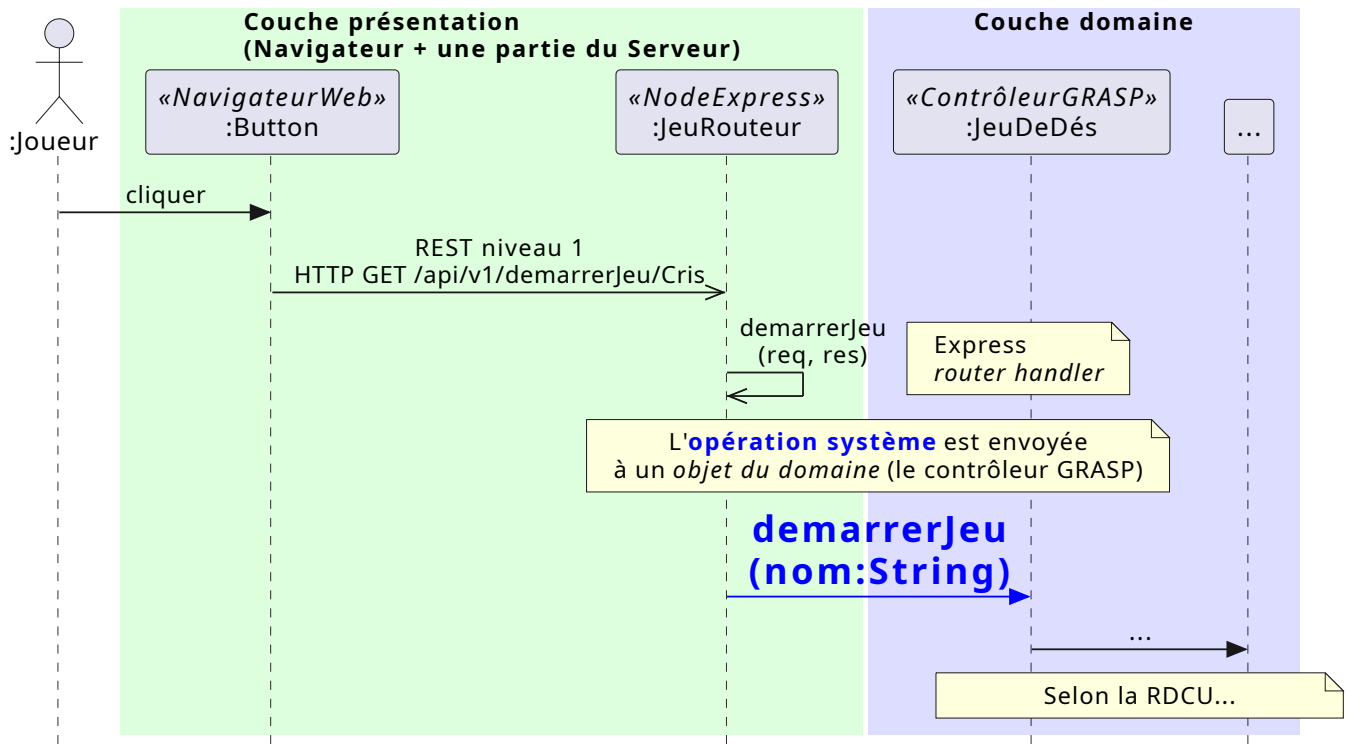 Couche présentation
(Navigateur + une partie du Serveur)
Couche domaine
:Joueur
«NavigateurWeb»
:Button
«NodeExpress»
:JeuRouteur
«ContrôleurGRASP»
:JeuDeDés
...
cliquer
REST niveau 1
HTTP GET /api/v1/demarrerJeu/Cris
demarrerJeu
(req, res)
Express
router handler
L'opération système est envoyée
à un objet du domaine (le contrôleur GRASP)
demarrerJeu
(nom:String)
...
Selon la RDCU...